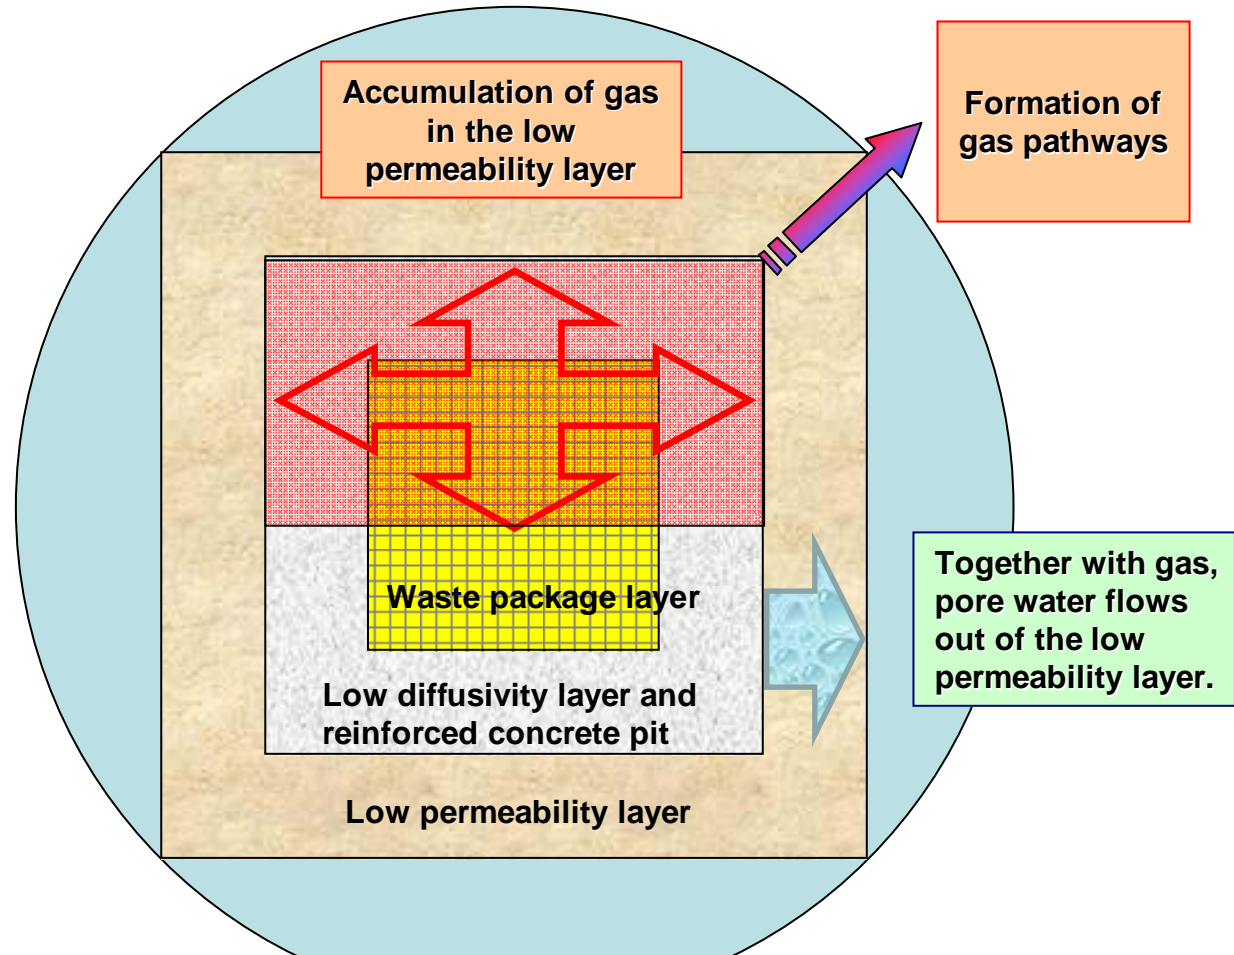 Accumulation of gas
in the low
permeability layer
Formation of
gas pathways
Together with gas,
pore water flows
out of the low
permeability layer.
Waste package layer
Low diffusivity layer and
reinforced concrete pit
Low permeability layer